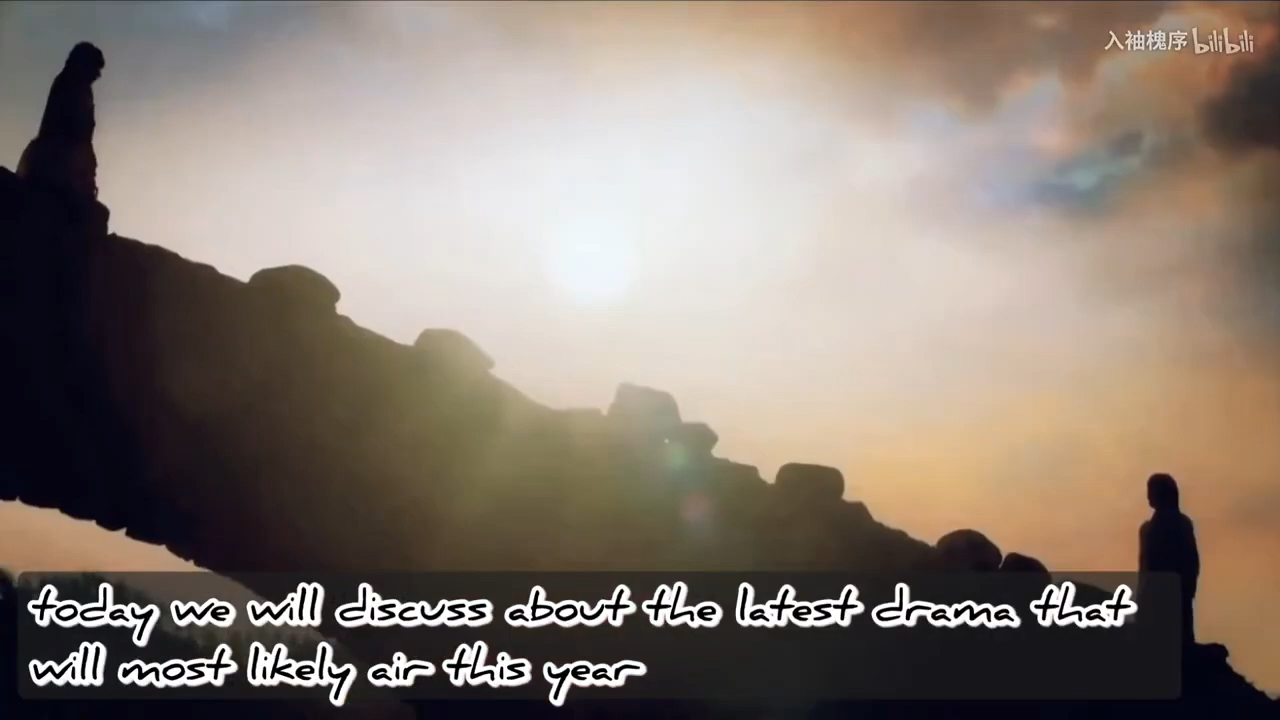 入袖槐序 bilibili
today we will discuss about the latest drama that
will most likely air this year